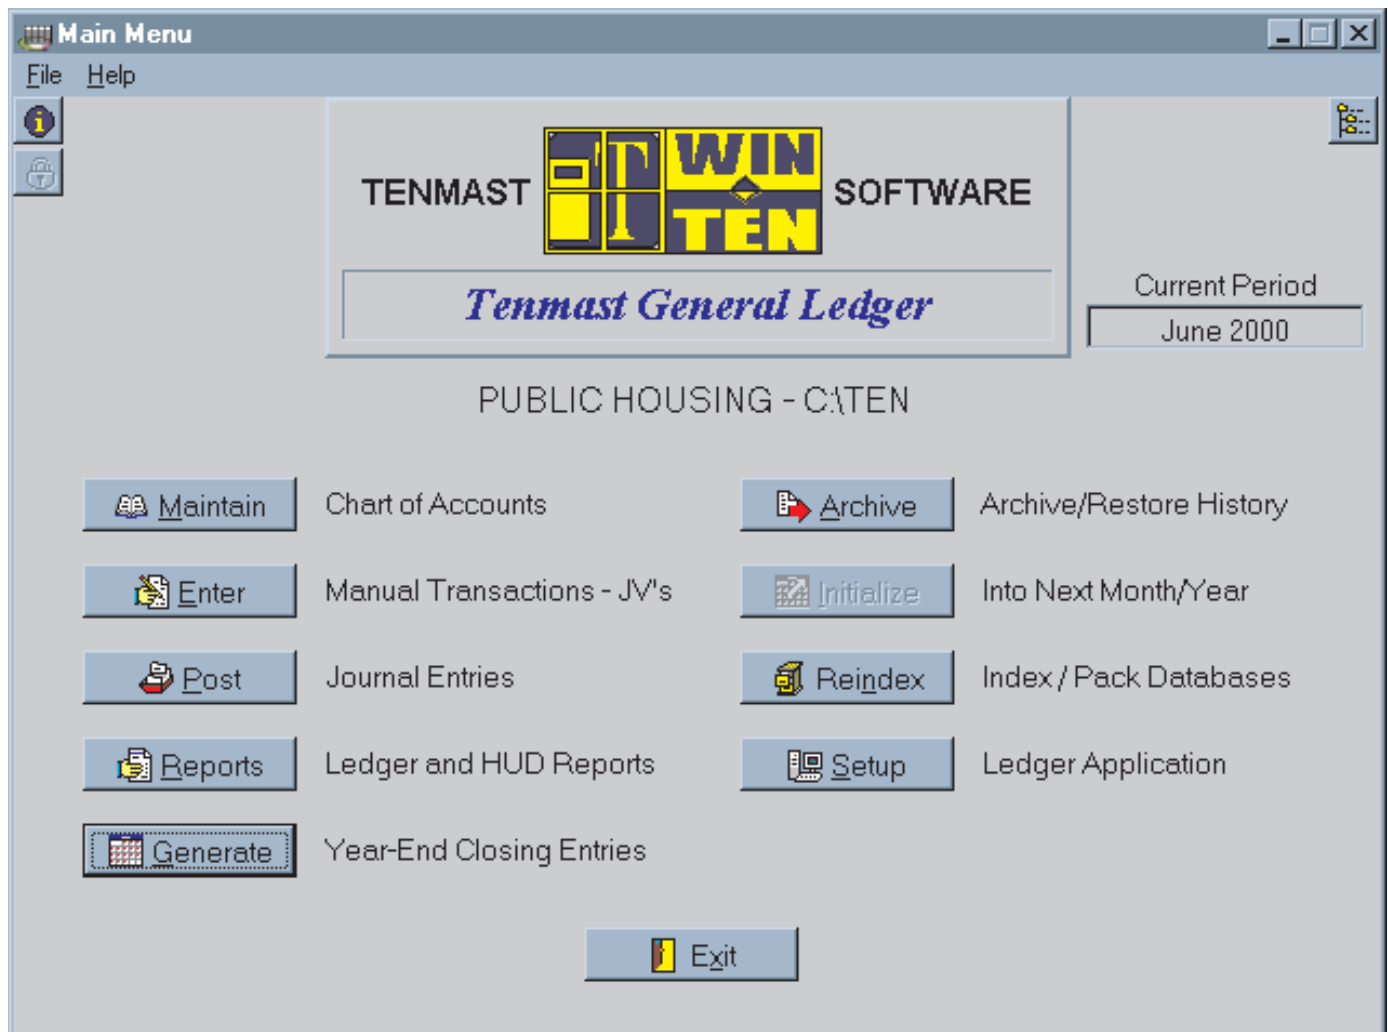 Main Menu
File Help
TENMAST T WIN TEN SOFTWARE
Tenmast General Ledger
Current Period
June 2000
PUBLIC HOUSING - C:\TEN
Maintain Chart of Accounts
Archive Archive/Restore History
Enter Manual Transactions - JV's
Initialize Into Next Month/Year
Post Journal Entries
Reindex Index / Pack Databases
Reports Ledger and HUD Reports
Setup Ledger Application
Generate Year-End Closing Entries
Exit